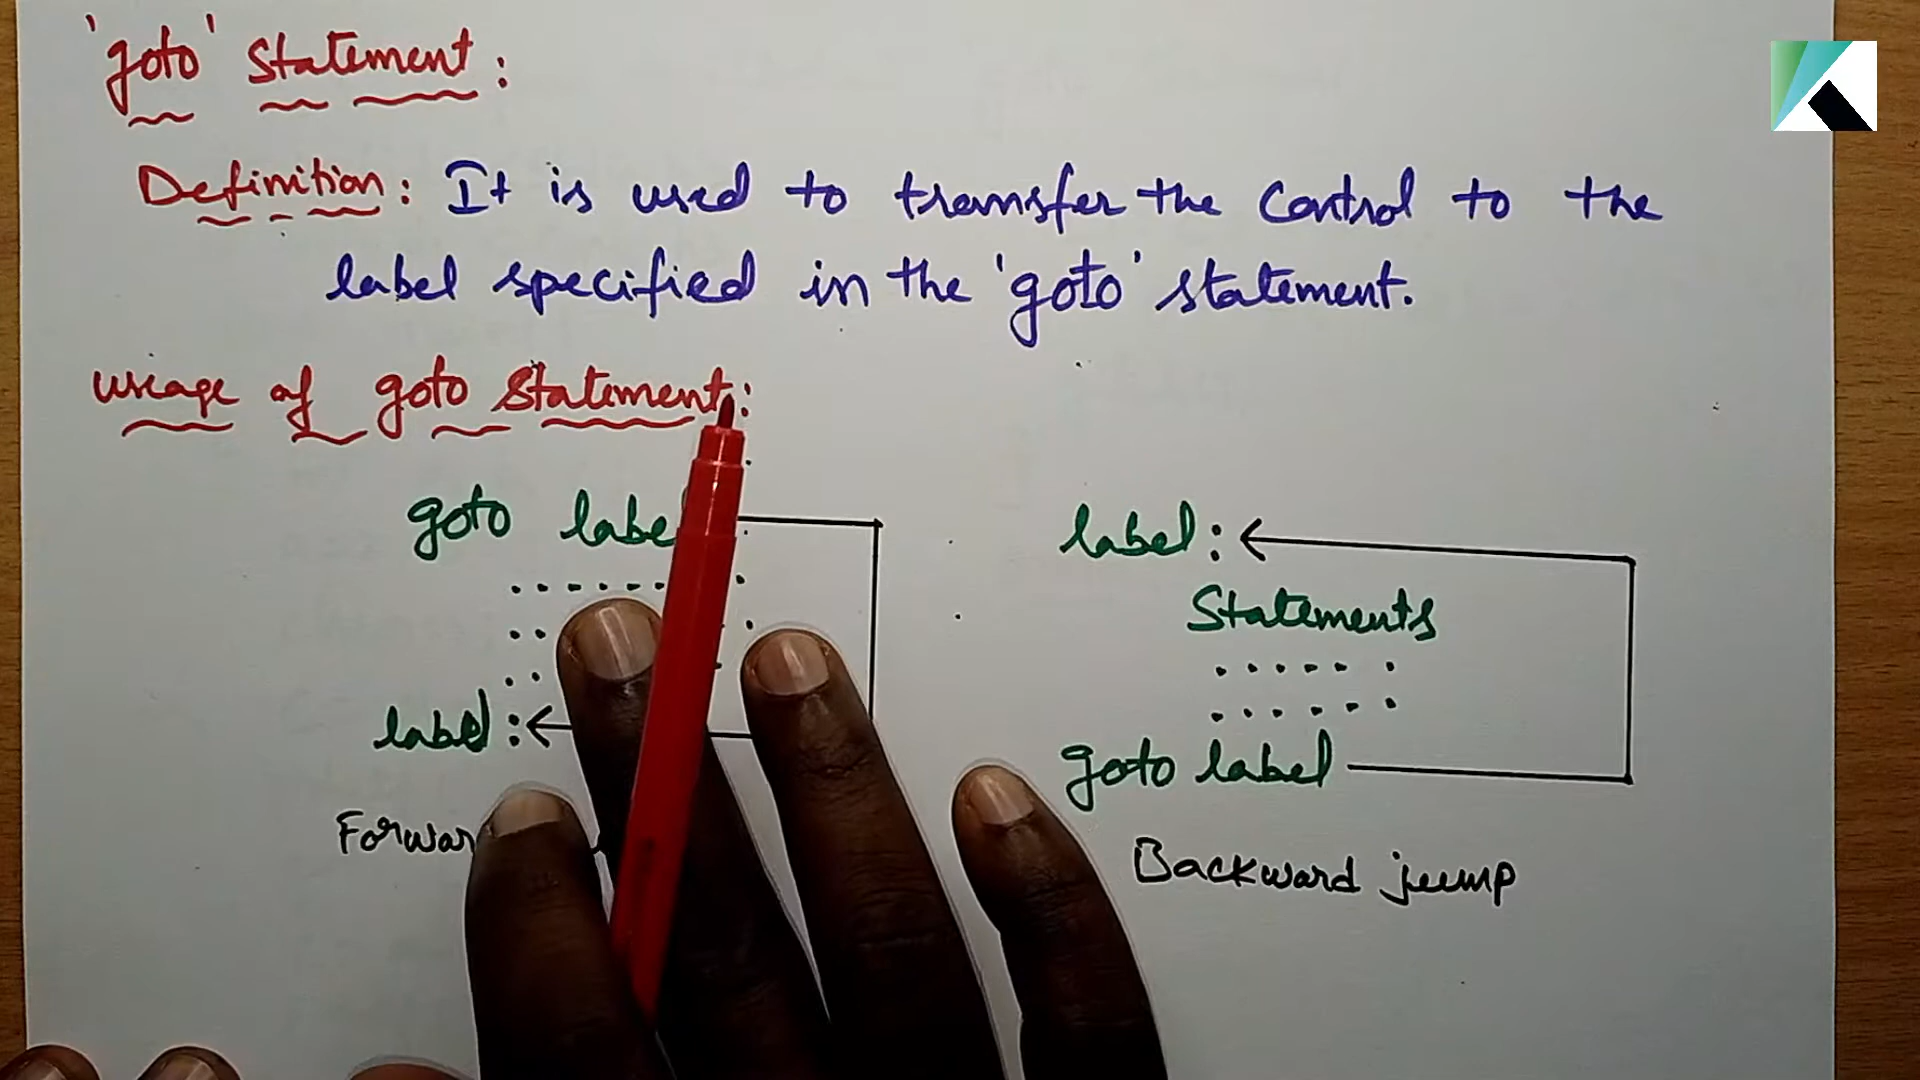 'goto' statement :
Definition : It is used to transfer the control to the
label specified in the 'goto' statement.
usage of goto statement :
goto
label :
label :
Statements
goto label
Backward jump